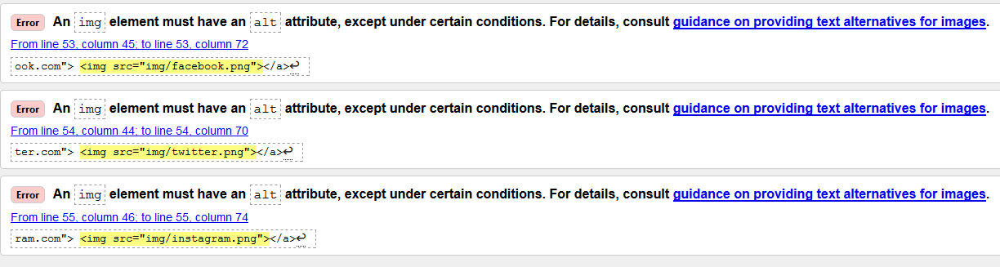 Error An img element must have an alt attribute, except under certain conditions. For details, consult guidance on providing text alternatives for images.
From line 53, column 45; to line 53, column 72
ook.com"> <img src="img/facebook.png"></a>↩
Error An img element must have an alt attribute, except under certain conditions. For details, consult guidance on providing text alternatives for images.
From line 54, column 44; to line 54, column 70
ter.com"> <img src="img/twitter.png"></a>↩
Error An img element must have an alt attribute, except under certain conditions. For details, consult guidance on providing text alternatives for images.
From line 55, column 46; to line 55, column 74
ram.com"> <img src="img/instagram.png"></a>↩